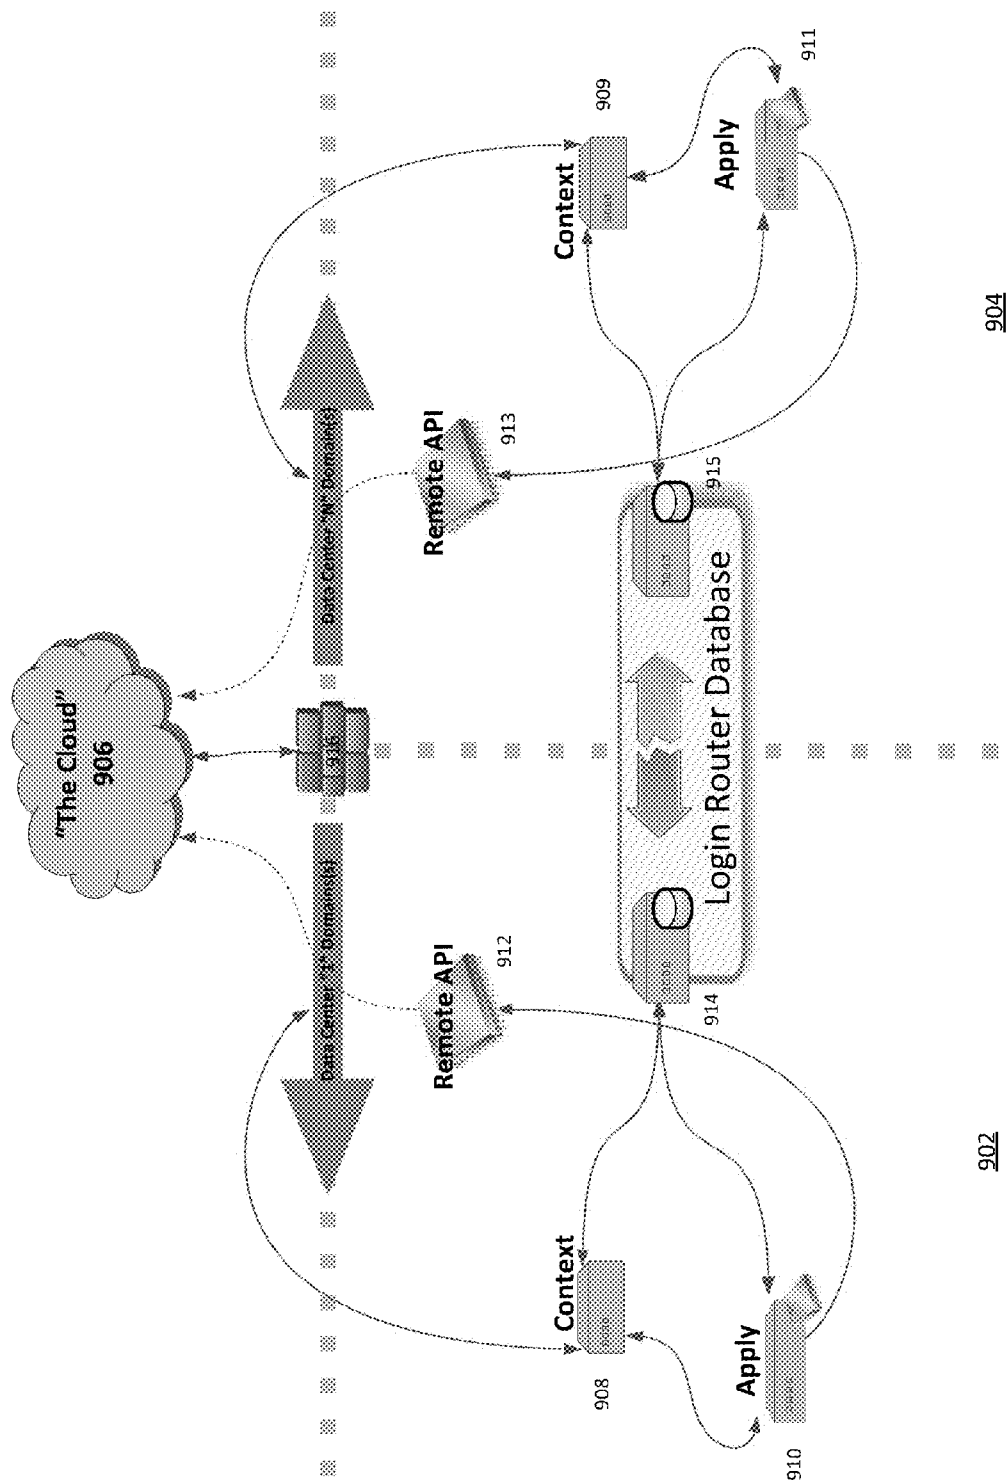 "The Cloud"
906
Data Center "1" Domains(s)
916
Data Center "N" Domain(s)
Remote API
912
Remote API
913
Context
908
Context
909
914
915
Login Router Database
Apply
910
Apply
911
902
904